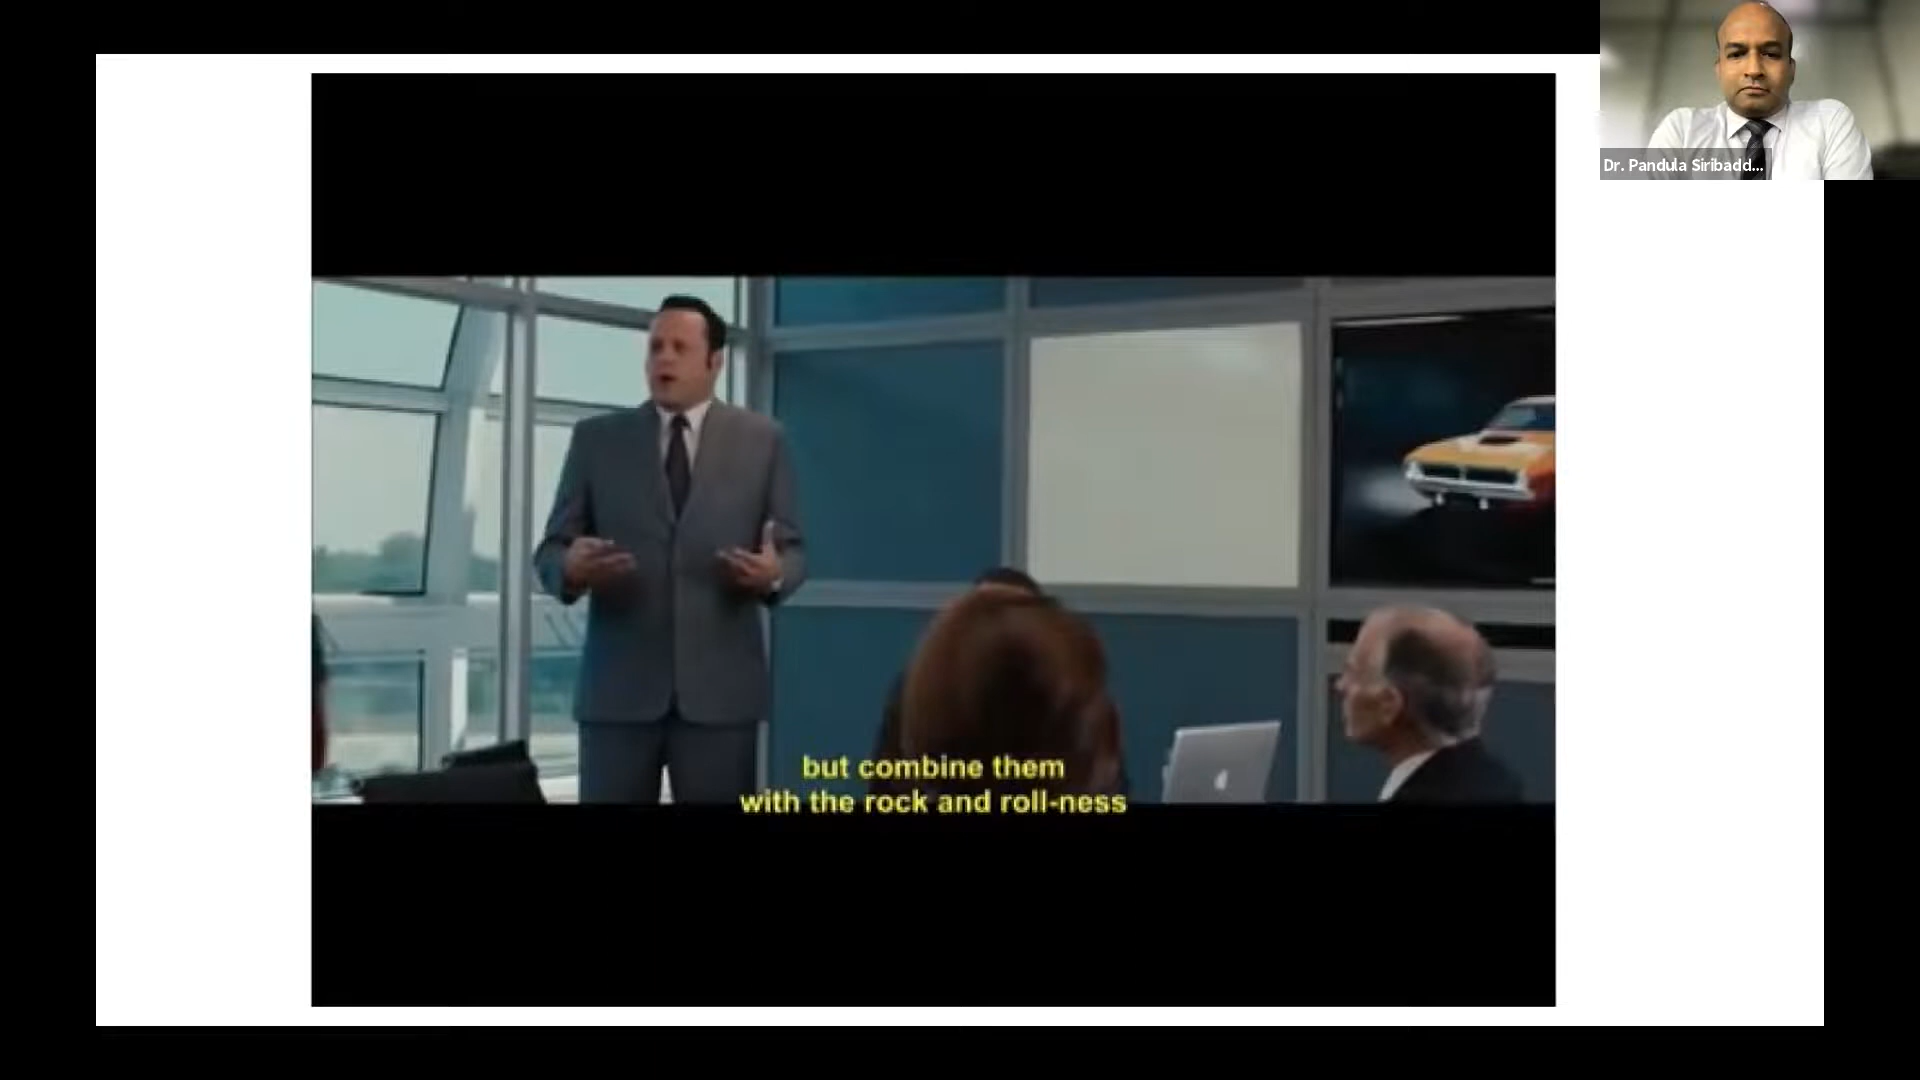 Dr. Pandula Siribadd...
but combine them
with the rock and roll-ness